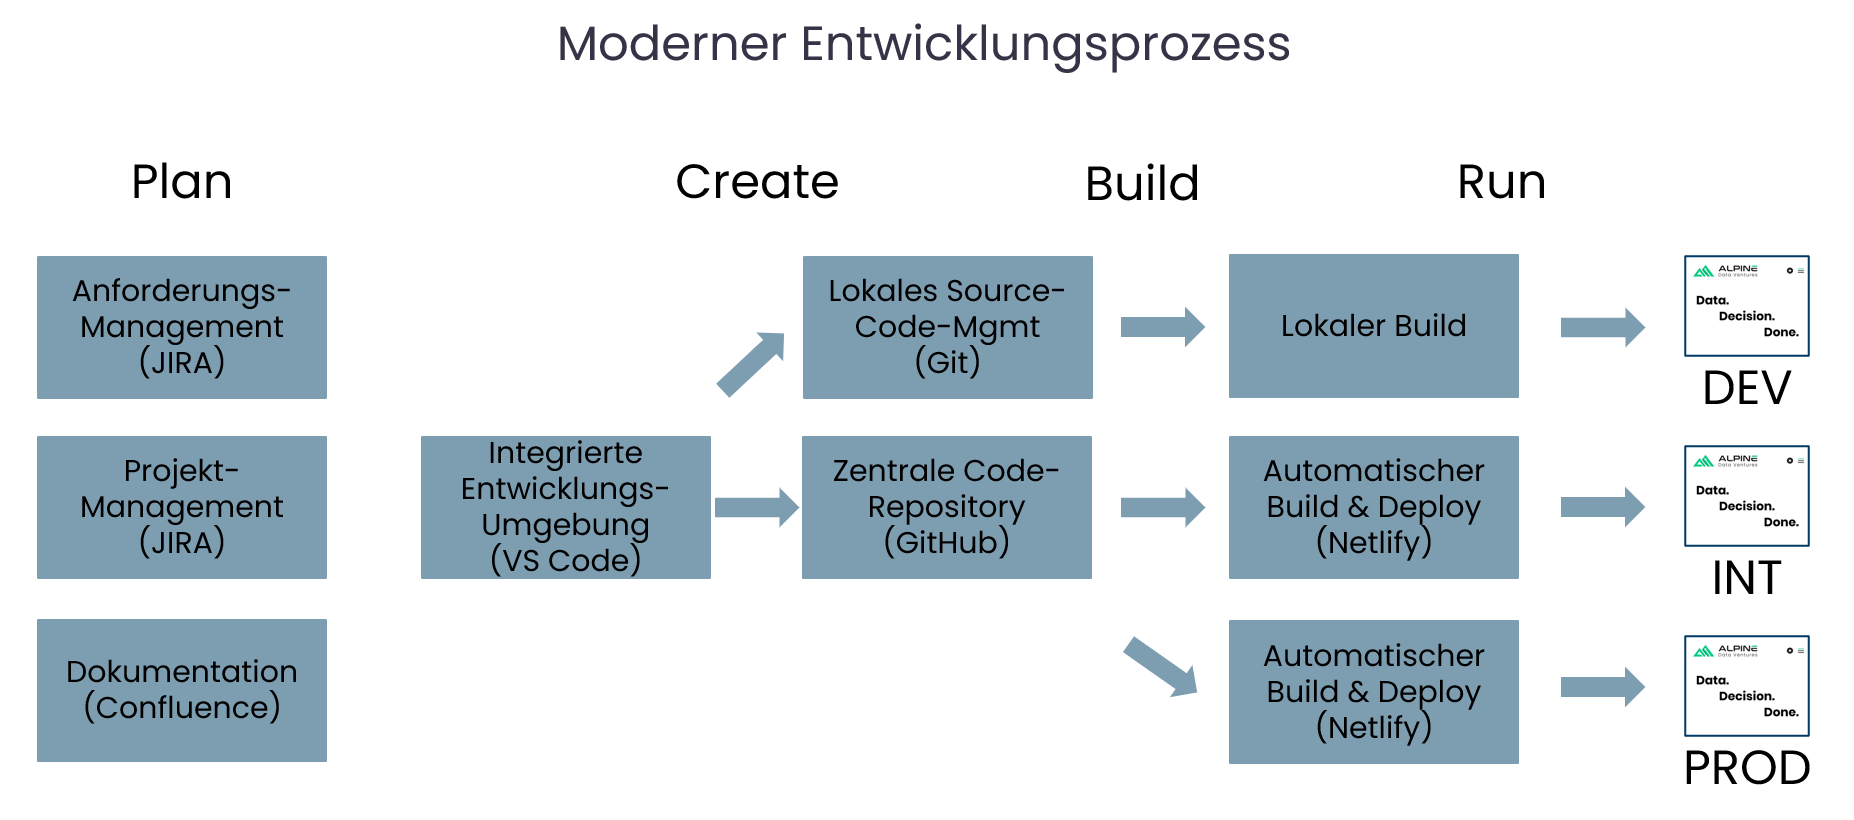 Moderner Entwicklungsprozess
Plan
Create
Build
Run
Anforderungs-
Management
(JIRA)
Lokales Source-
Code-Mgmt
(Git)
Lokaler Build
ALPINE
Data Ventures
Data.
Decision.
Done.
DEV
Projekt-
Management
(JIRA)
Integrierte
Entwicklungs-
Umgebung
(VS Code)
Zentrale Code-
Repository
(GitHub)
Automatischer
Build & Deploy
(Netlify)
ALPINE
Data Ventures
Data.
Decision.
Done.
INT
Dokumentation
(Confluence)
Automatischer
Build & Deploy
(Netlify)
ALPINE
Data Ventures
Data.
Decision.
Done.
PROD